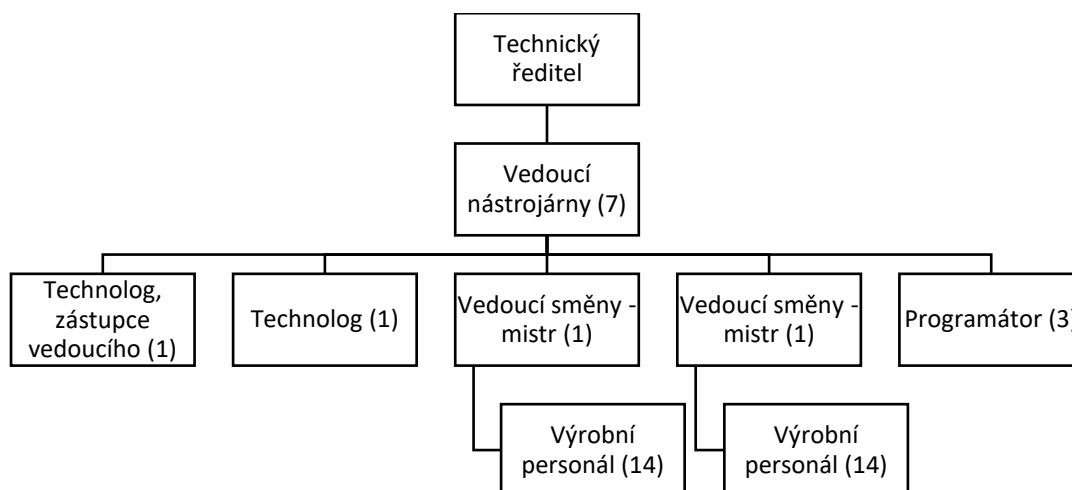 Technický
ředitel
Vedoucí
nástrojárny (7)
Technolog,
zástupce
vedoucího (1)
Technolog (1)
Vedoucí směny -
mistr (1)
Vedoucí směny -
mistr (1)
Programátor (3)
Výrobní
personál (14)
Výrobní
personál (14)